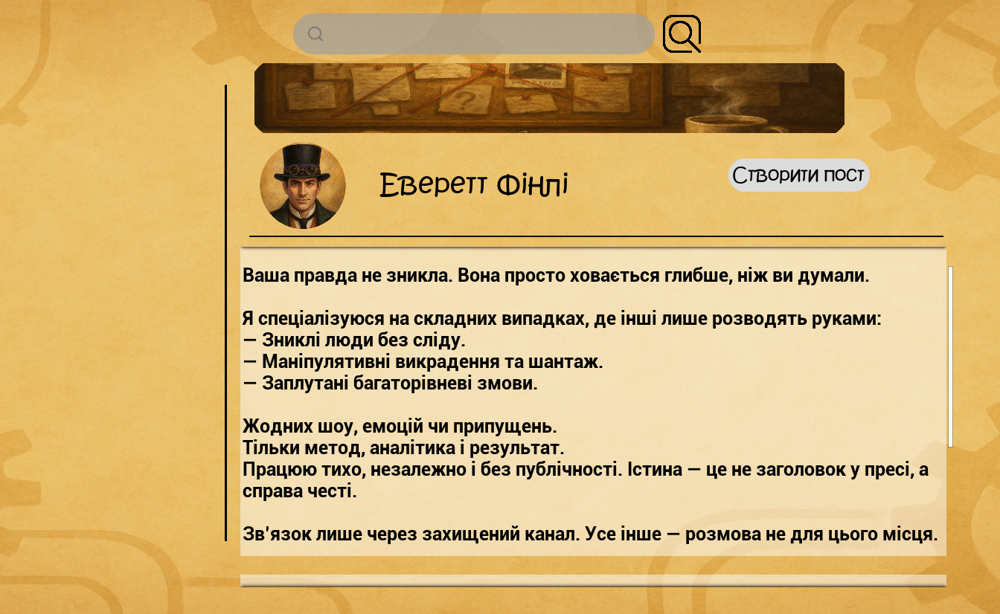 Еверетт Фінлі
Створити пост
Ваша правда не зникла. Вона просто ховається глибше, ніж ви думали.
Я спеціалізуюся на складних випадках, де інші лише розводять руками:
— Зниклі люди без сліду.
— Маніпулятивні викрадення та шантаж.
— Заплутані багаторівневі змови.
Жодних шоу, емоцій чи припущень.
Тільки метод, аналітика і результат.
Працюю тихо, незалежно і без публічності. Істина — це не заголовок у пресі, а
справа честі.
Зв'язок лише через захищений канал. Усе інше — розмова не для цього місця.